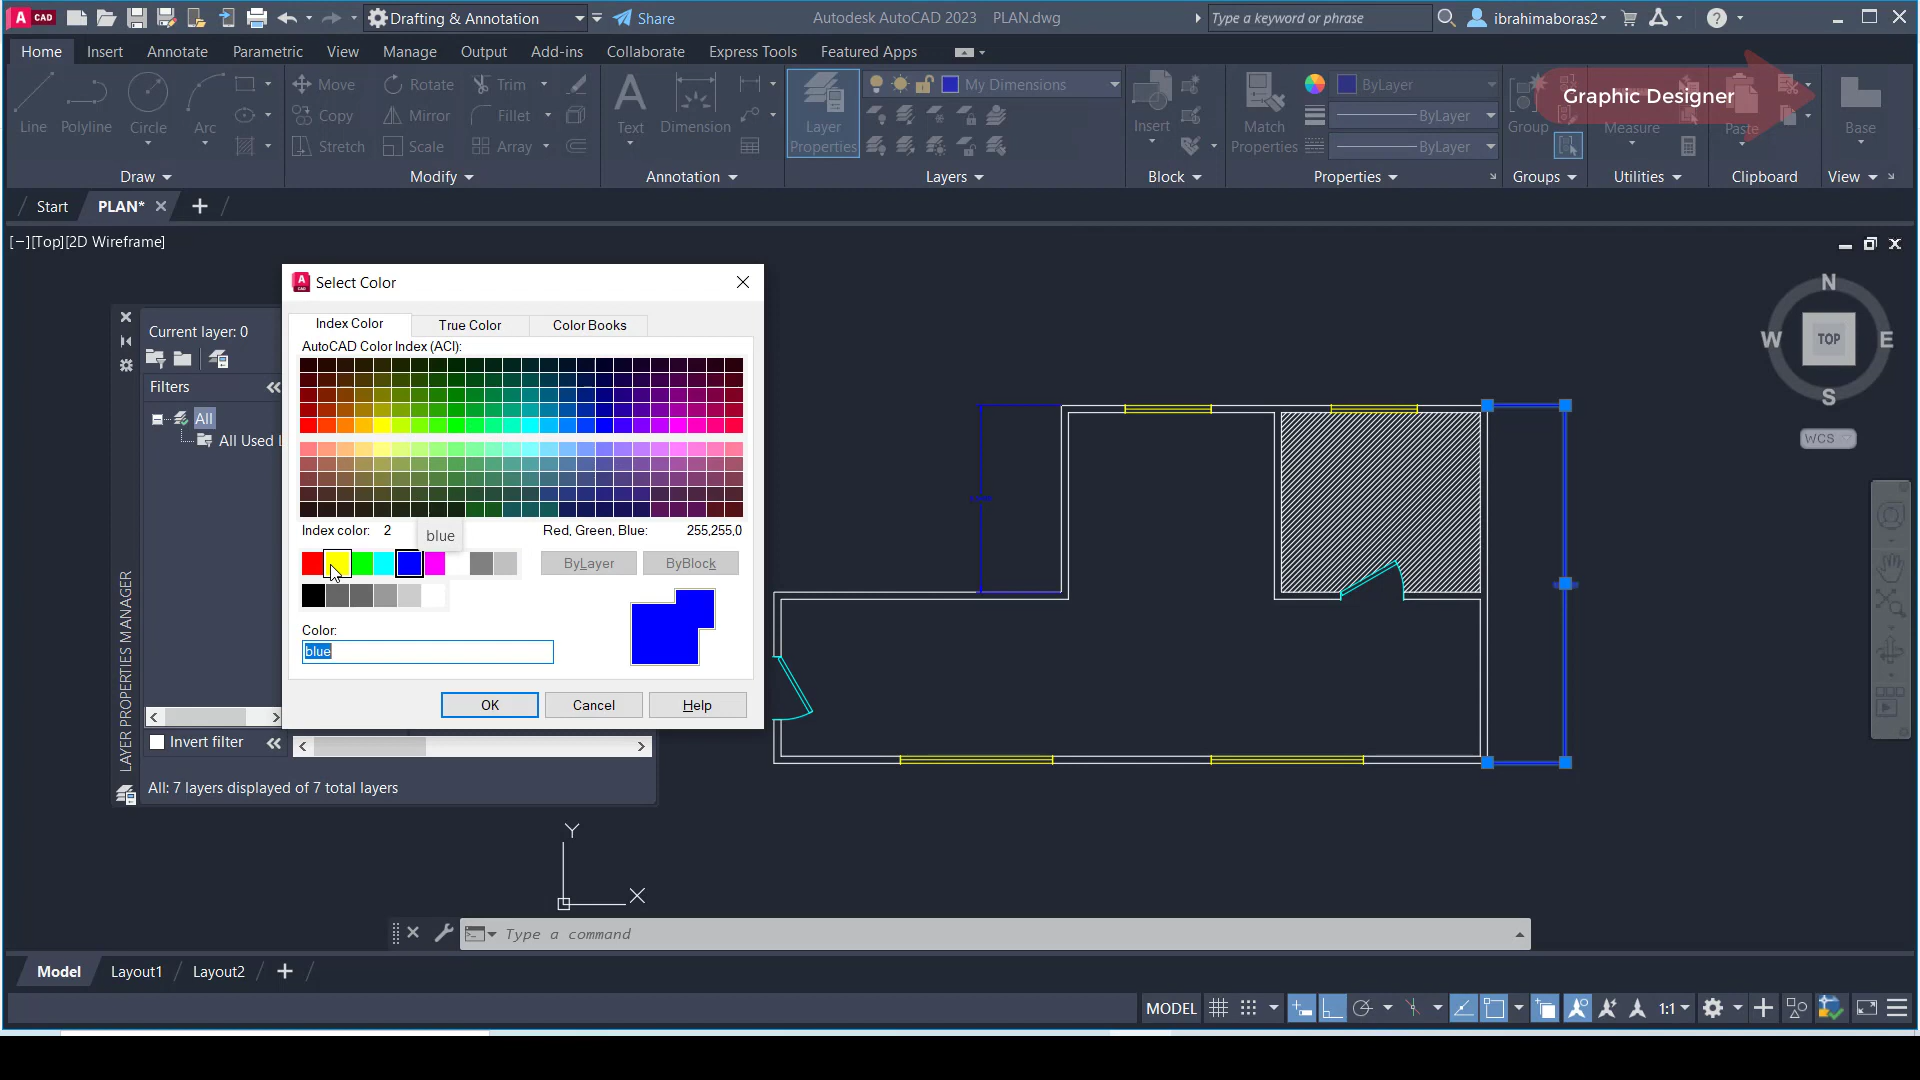 CAD
Drafting & Annotation
Share
Autodesk AutoCAD 2023 PLAN.dwg
Type a keyword or phrase
ibrahimaboras2
Home Insert Annotate Parametric View Manage Output Add-ins Collaborate Express Tools Featured Apps
Line
Polyline
Circle
Arc
Draw
Move
Rotate
Trim
Copy
Mirror
Fillet
Stretch
Scale
Array
Modify
Text
Dimension
Annotation
Layer
Properties
My Dimensions
Layers
Insert
Block
Match
Properties
ByLayer
ByLayer
ByLayer
Properties
Group
Groups
Measure
Utilities
Paste
Clipboard
Base
View
Graphic Designer
Start
PLAN*
[−][Top][2D Wireframe]
Select Color
Index Color
True Color
Color Books
AutoCAD Color Index (ACI):
Index color: 2
Red, Green, Blue: 255,255,0
blue
ByLayer
ByBlock
Color:
blue
OK
Cancel
Help
Current layer: 0
Filters
All
All Used L
Invert filter
All: 7 layers displayed of 7 total layers
LAYER PROPERTIES MANAGER
N
W
TOP
E
S
WCS
Y
X
Type a command
Model
Layout1
Layout2
MODEL
1:1